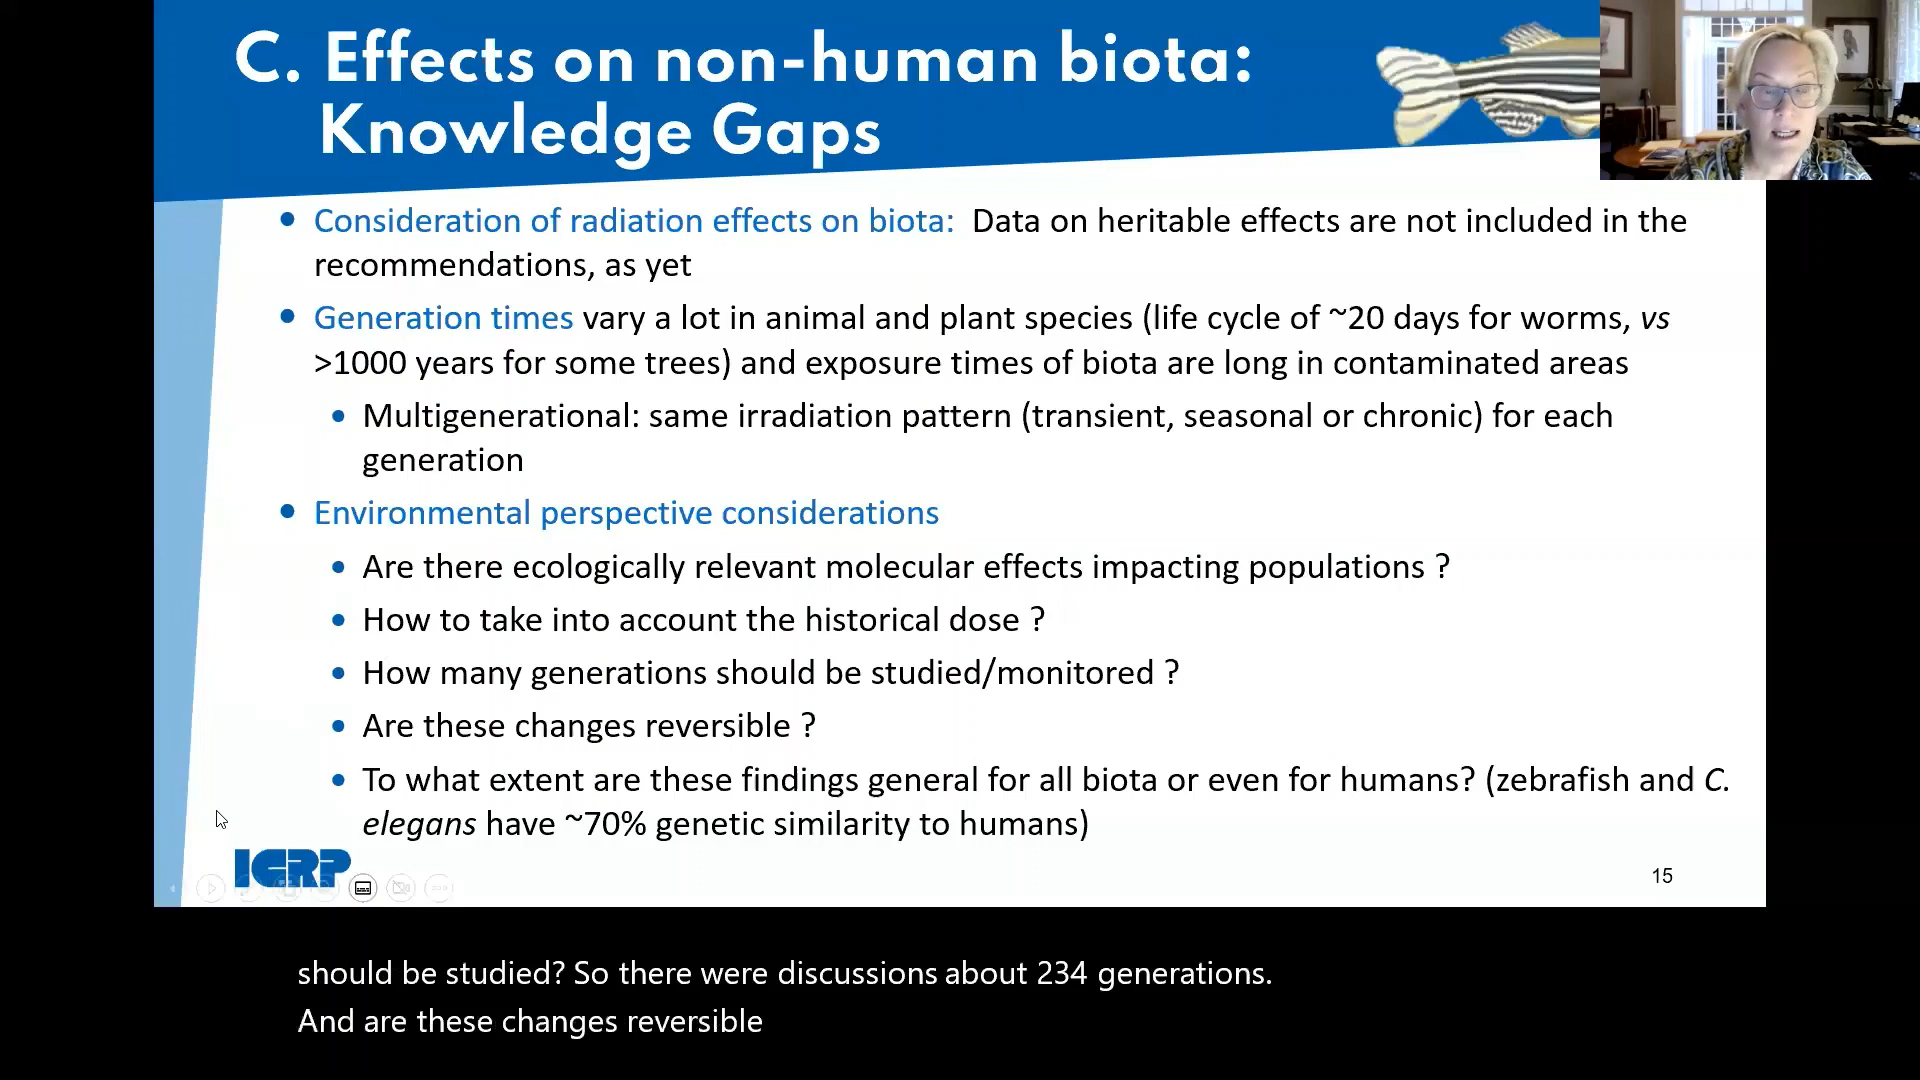 C. Effects on non-human biota:
Knowledge Gaps
• Consideration of radiation effects on biota: Data on heritable effects are not included in the
recommendations, as yet
• Generation times vary a lot in animal and plant species (life cycle of ~20 days for worms, vs
>1000 years for some trees) and exposure times of biota are long in contaminated areas
• Multigenerational: same irradiation pattern (transient, seasonal or chronic) for each
generation
• Environmental perspective considerations
• Are there ecologically relevant molecular effects impacting populations ?
• How to take into account the historical dose ?
• How many generations should be studied/monitored ?
• Are these changes reversible ?
• To what extent are these findings general for all biota or even for humans? (zebrafish and C.
elegans have ~70% genetic similarity to humans)
ICRP
15
should be studied? So there were discussions about 234 generations.
And are these changes reversible